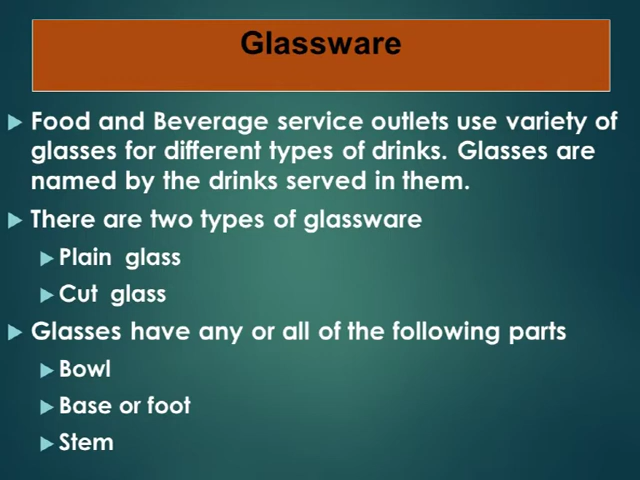 Glassware
Food and Beverage service outlets use variety of
glasses for different types of drinks. Glasses are
named by the drinks served in them.
There are two types of glassware
Plain glass
Cut glass
Glasses have any or all of the following parts
Bowl
Base or foot
Stem